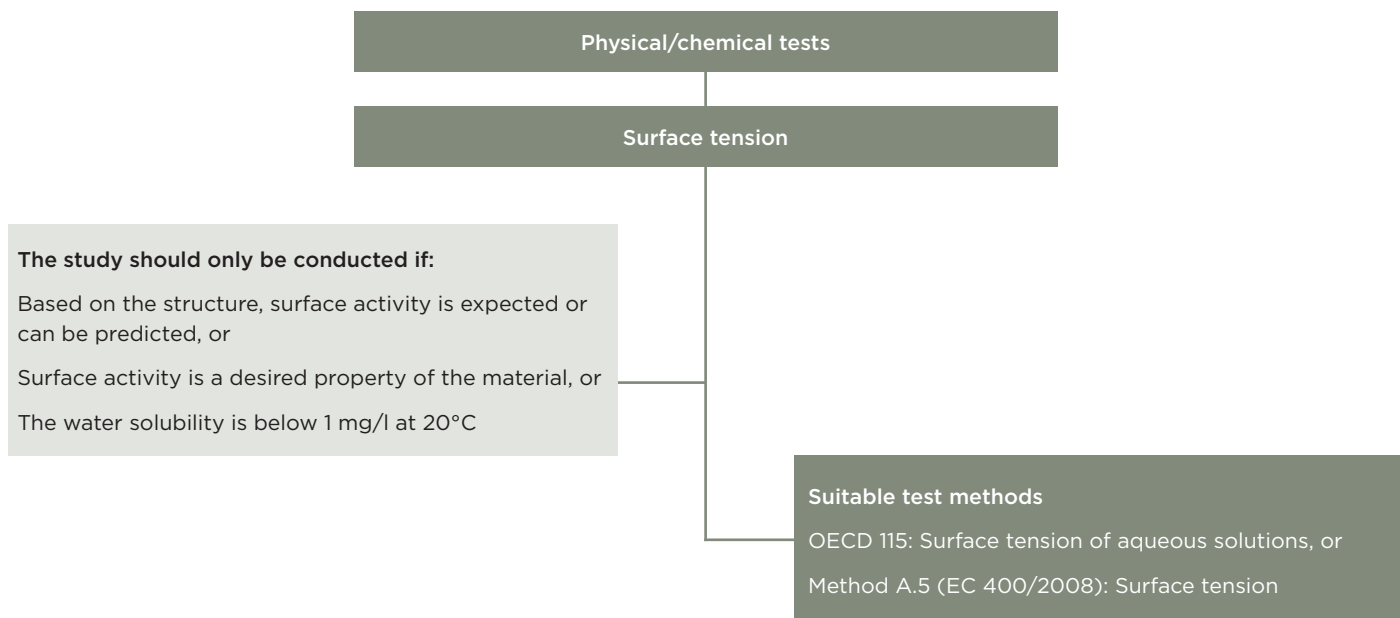 Physical/chemical tests
Surface tension
The study should only be conducted if:
Based on the structure, surface activity is expected or
can be predicted, or
Surface activity is a desired property of the material, or
The water solubility is below 1 mg/l at 20°C
Suitable test methods
OECD 115: Surface tension of aqueous solutions, or
Method A.5 (EC 400/2008): Surface tension